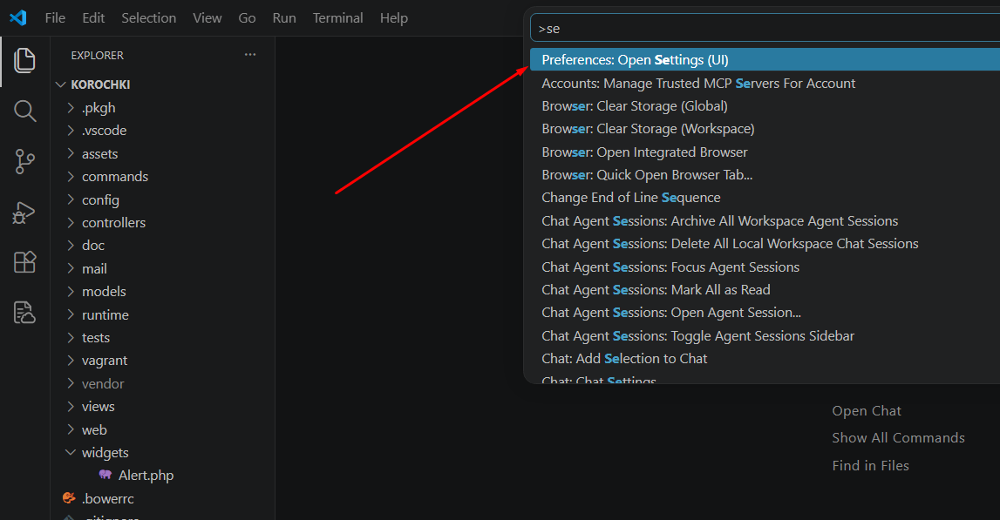 File Edit Selection View Go Run Terminal Help
>se
EXPLORER ...
KOROCHKI
.pkgh
.vscode
assets
commands
config
controllers
doc
mail
models
runtime
tests
vagrant
vendor
views
web
widgets
Alert.php
.bowerrc
.gitignore
Preferences: Open Settings (UI)
Accounts: Manage Trusted MCP Servers For Account
Browser: Clear Storage (Global)
Browser: Clear Storage (Workspace)
Browser: Open Integrated Browser
Browser: Quick Open Browser Tab...
Change End of Line Sequence
Chat Agent Sessions: Archive All Workspace Agent Sessions
Chat Agent Sessions: Delete All Local Workspace Chat Sessions
Chat Agent Sessions: Focus Agent Sessions
Chat Agent Sessions: Mark All as Read
Chat Agent Sessions: Open Agent Session...
Chat Agent Sessions: Toggle Agent Sessions Sidebar
Chat: Add Selection to Chat
Chat: Chat Settings
Open Chat
Show All Commands
Find in Files